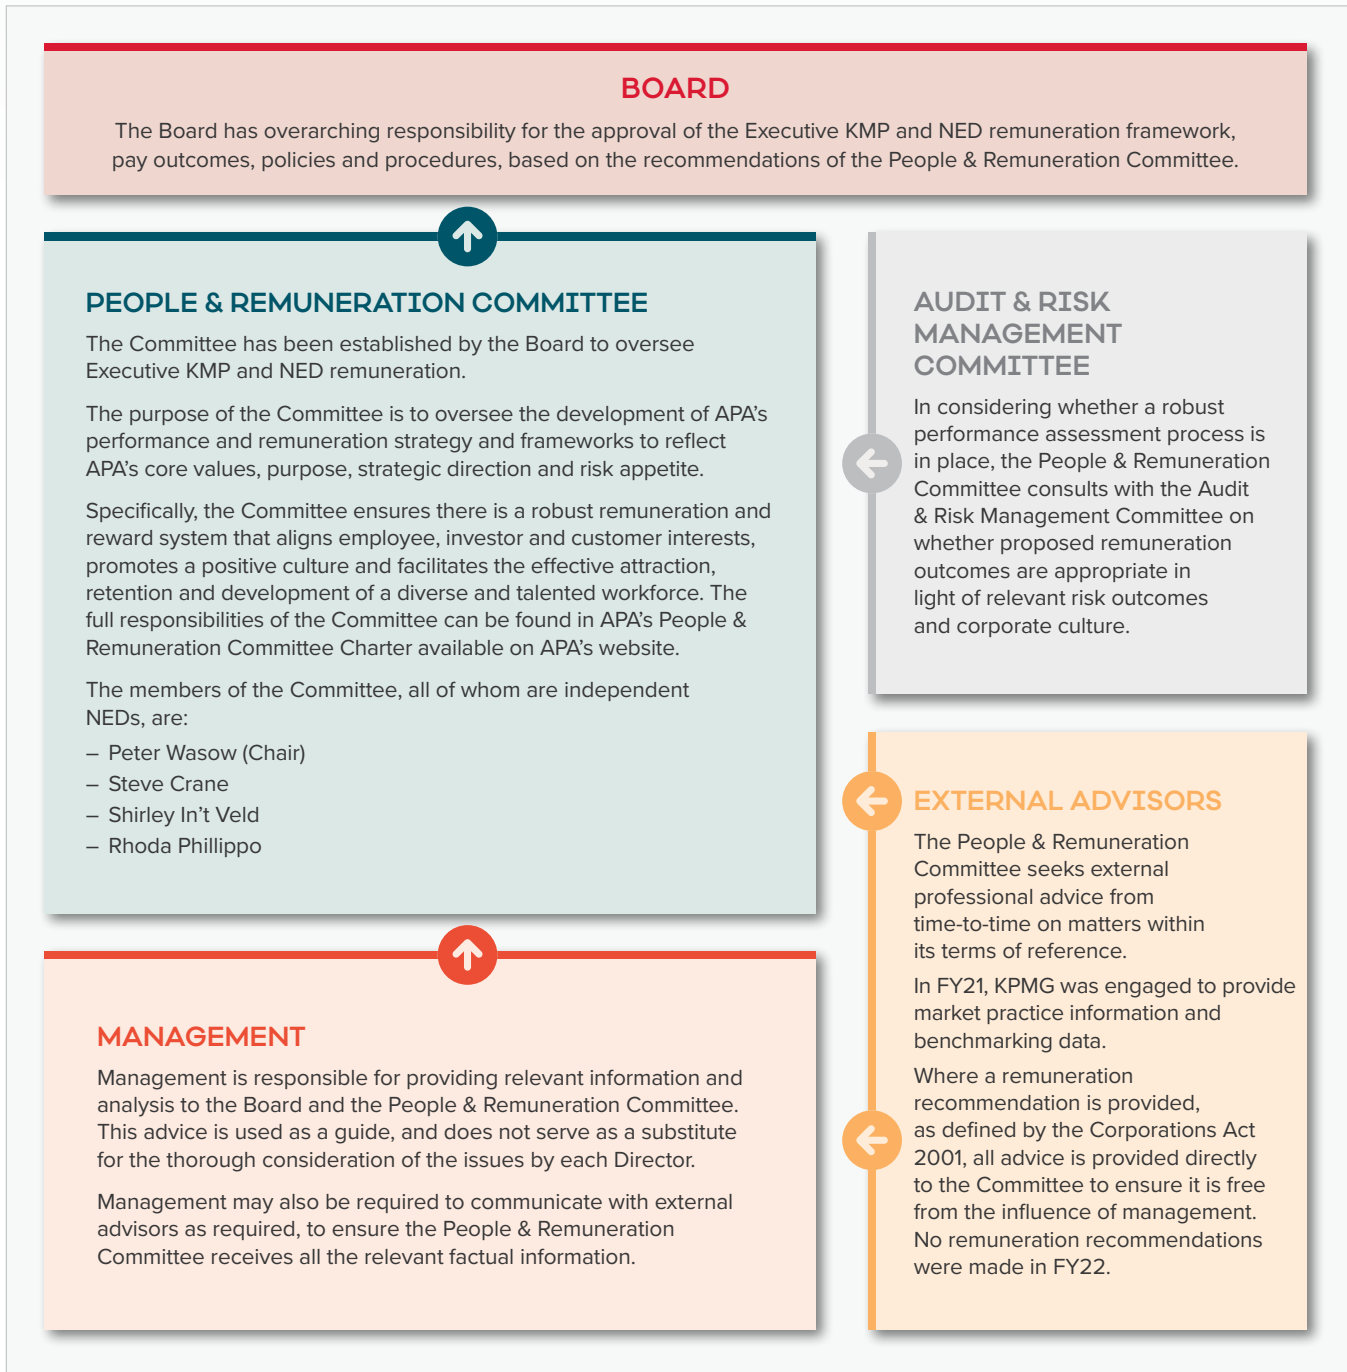 BOARD
The Board has overarching responsibility for the approval of the Executive KMP and NED remuneration framework,
pay outcomes, policies and procedures, based on the recommendations of the People & Remuneration Committee.
PEOPLE & REMUNERATION COMMITTEE
The Committee has been established by the Board to oversee
Executive KMP and NED remuneration.
The purpose of the Committee is to oversee the development of APA’s
performance and remuneration strategy and frameworks to reflect
APA’s core values, purpose, strategic direction and risk appetite.
Specifically, the Committee ensures there is a robust remuneration and
reward system that aligns employee, investor and customer interests,
promotes a positive culture and facilitates the effective attraction,
retention and development of a diverse and talented workforce. The
full responsibilities of the Committee can be found in APA’s People &
Remuneration Committee Charter available on APA’s website.
The members of the Committee, all of whom are independent
NEDs, are:
– Peter Wasow (Chair)
– Steve Crane
– Shirley In’t Veld
– Rhoda Phillippo
AUDIT & RISK
MANAGEMENT
COMMITTEE
In considering whether a robust
performance assessment process is
in place, the People & Remuneration
Committee consults with the Audit
& Risk Management Committee on
whether proposed remuneration
outcomes are appropriate in
light of relevant risk outcomes
and corporate culture.
MANAGEMENT
Management is responsible for providing relevant information and
analysis to the Board and the People & Remuneration Committee.
This advice is used as a guide, and does not serve as a substitute
for the thorough consideration of the issues by each Director.
Management may also be required to communicate with external
advisors as required, to ensure the People & Remuneration
Committee receives all the relevant factual information.
EXTERNAL ADVISORS
The People & Remuneration
Committee seeks external
professional advice from
time-to-time on matters within
its terms of reference.
In FY21, KPMG was engaged to provide
market practice information and
benchmarking data.
Where a remuneration
recommendation is provided,
as defined by the Corporations Act
2001, all advice is provided directly
to the Committee to ensure it is free
from the influence of management.
No remuneration recommendations
were made in FY22.